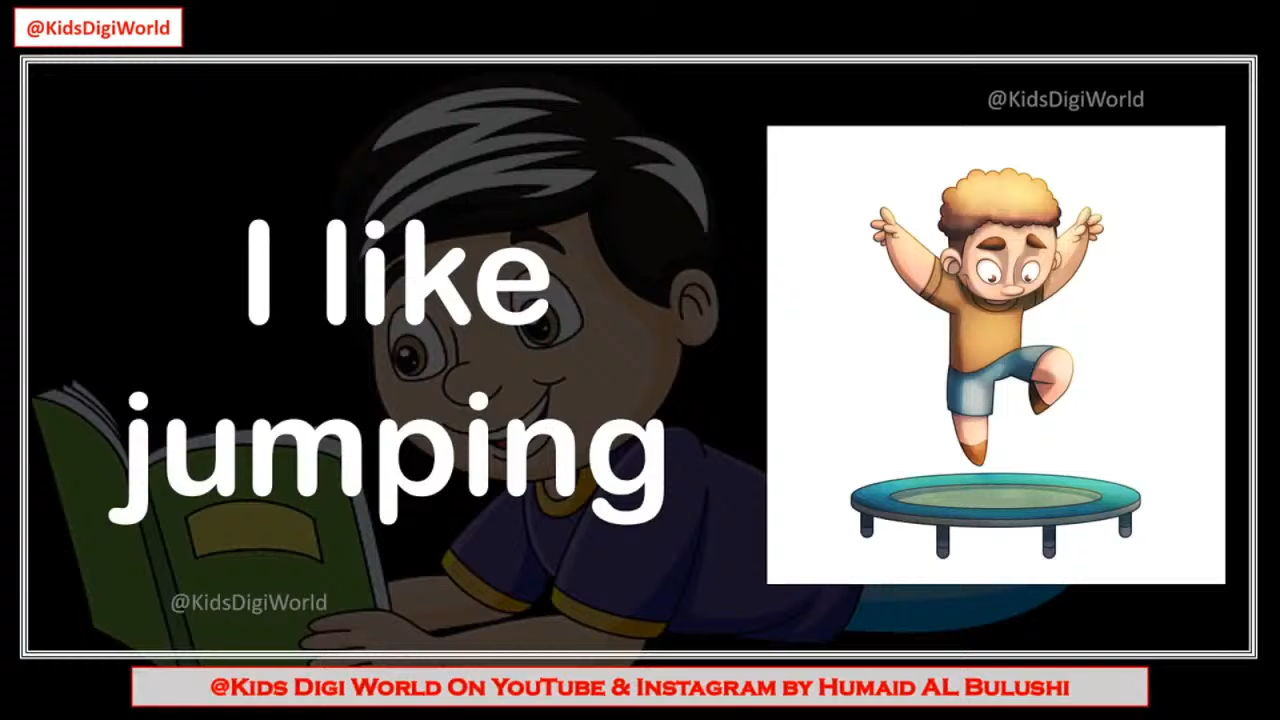 @KidsDigiWorld
@KidsDigiWorld
I like
jumping
@KidsDigiWorld
@KIDS DIGI WORLD ON YOUTUBE & INSTAGRAM BY HUMAID AL BULUSHI